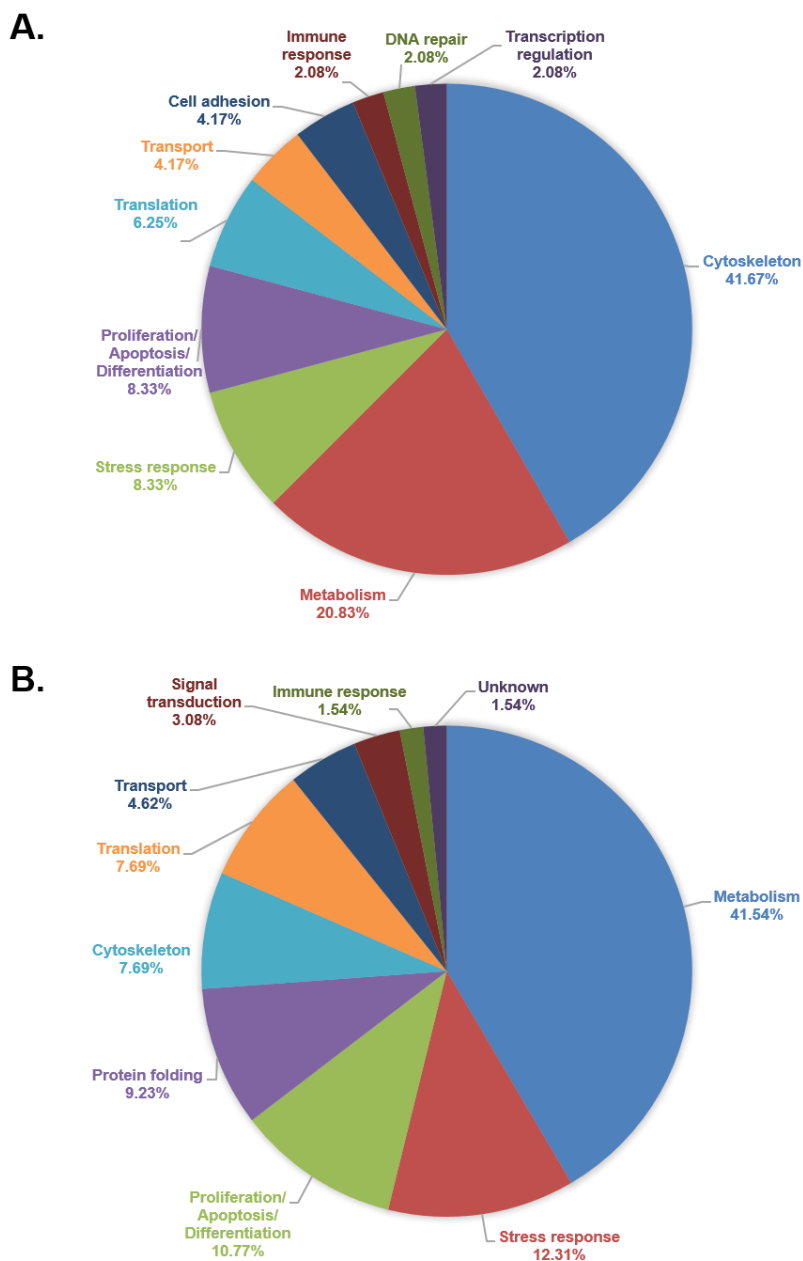 A.
Immune
response
2.08%
DNA repair
2.08%
Transcription
regulation
2.08%
Cell adhesion
4.17%
Transport
4.17%
Translation
6.25%
Cytoskeleton
41.67%
Proliferation/
Apoptosis/
Differentiation
8.33%
Stress response
8.33%
Metabolism
20.83%
B.
Signal
transduction
3.08%
Immune response
1.54%
Unknown
1.54%
Transport
4.62%
Translation
7.69%
Metabolism
41.54%
Cytoskeleton
7.69%
Protein folding
9.23%
Proliferation/
Apoptosis/
Differentiation
10.77%
Stress response
12.31%